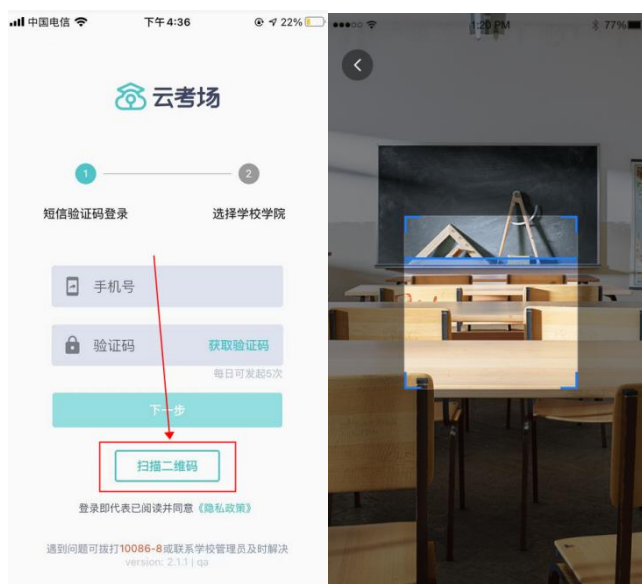 中国电信 下午4:36 22%
云考场
1 2
短信验证码登录 选择学校学院
手机号
验证码 获取验证码
每日可发起5次
下一步
扫描二维码
登录即代表已阅读并同意《隐私政策》
遇到问题可拨打10086-8或联系学校管理员及时解决
version: 2.1.1 | qa
1:20 PM 77%